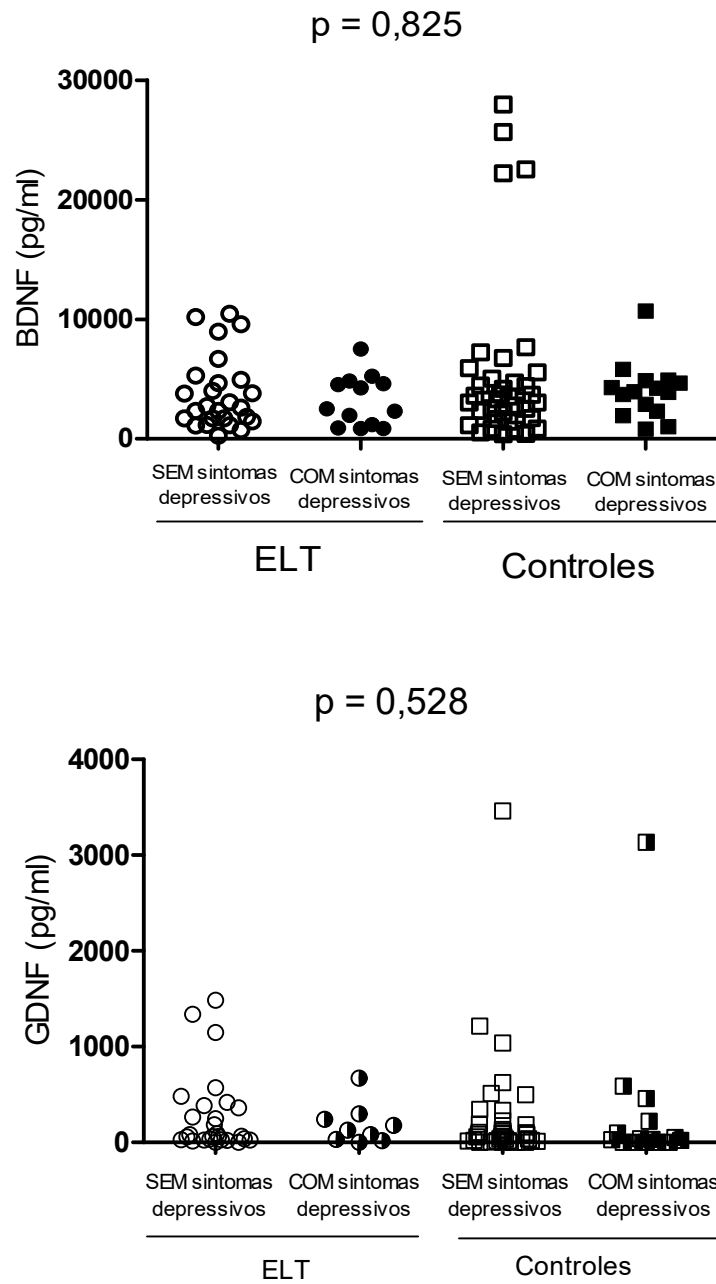 p = 0,825
30000
20000
10000
0
BDNF (pg/ml)
SEM sintomas depressivos
COM sintomas depressivos
SEM sintomas depressivos
COM sintomas depressivos
ELT
Controles
p = 0,528
4000
3000
2000
1000
0
GDNF (pg/ml)
SEM sintomas depressivos
COM sintomas depressivos
SEM sintomas depressivos
COM sintomas depressivos
ELT
Controles